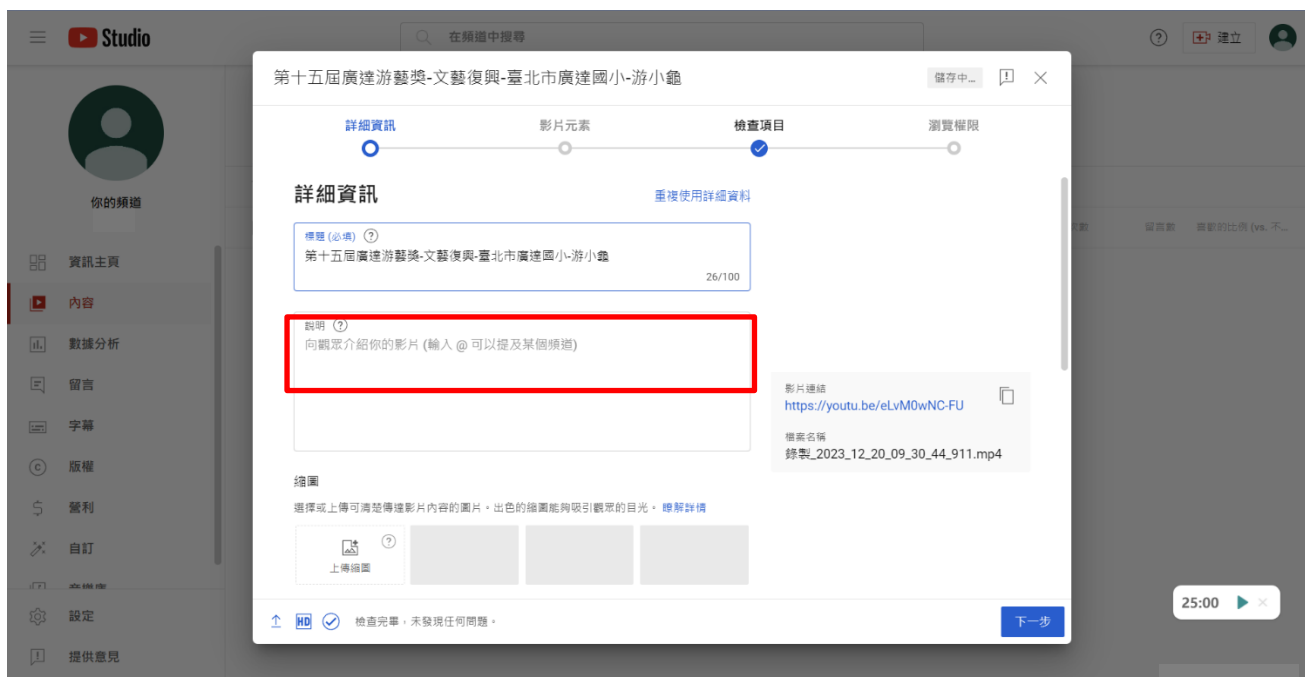 Studio
在頻道中搜尋
建立
你的頻道
資訊主頁
內容
數據分析
留言
字幕
版權
營利
自訂
設定
提供意見
第十五屆廣達游藝獎-文藝復興-臺北市廣達國小-游小龜
儲存中...
詳細資訊
影片元素
檢查項目
瀏覽權限
詳細資訊
重複使用詳細資料
標題 (必填)
第十五屆廣達游藝獎-文藝復興-臺北市廣達國小-游小龜
26/100
說明
向觀眾介紹你的影片 (輸入 @ 可以提及某個頻道)
影片連結
https://youtu.be/eLvM0wNC-FU
檔案名稱
錄製_2023_12_20_09_30_44_911.mp4
縮圖
選擇或上傳可清楚傳達影片內容的圖片。出色的縮圖能夠吸引觀眾的目光。瞭解詳情
上傳縮圖
HD
檢查完畢，未發現任何問題。
下一步
留言數
25:00